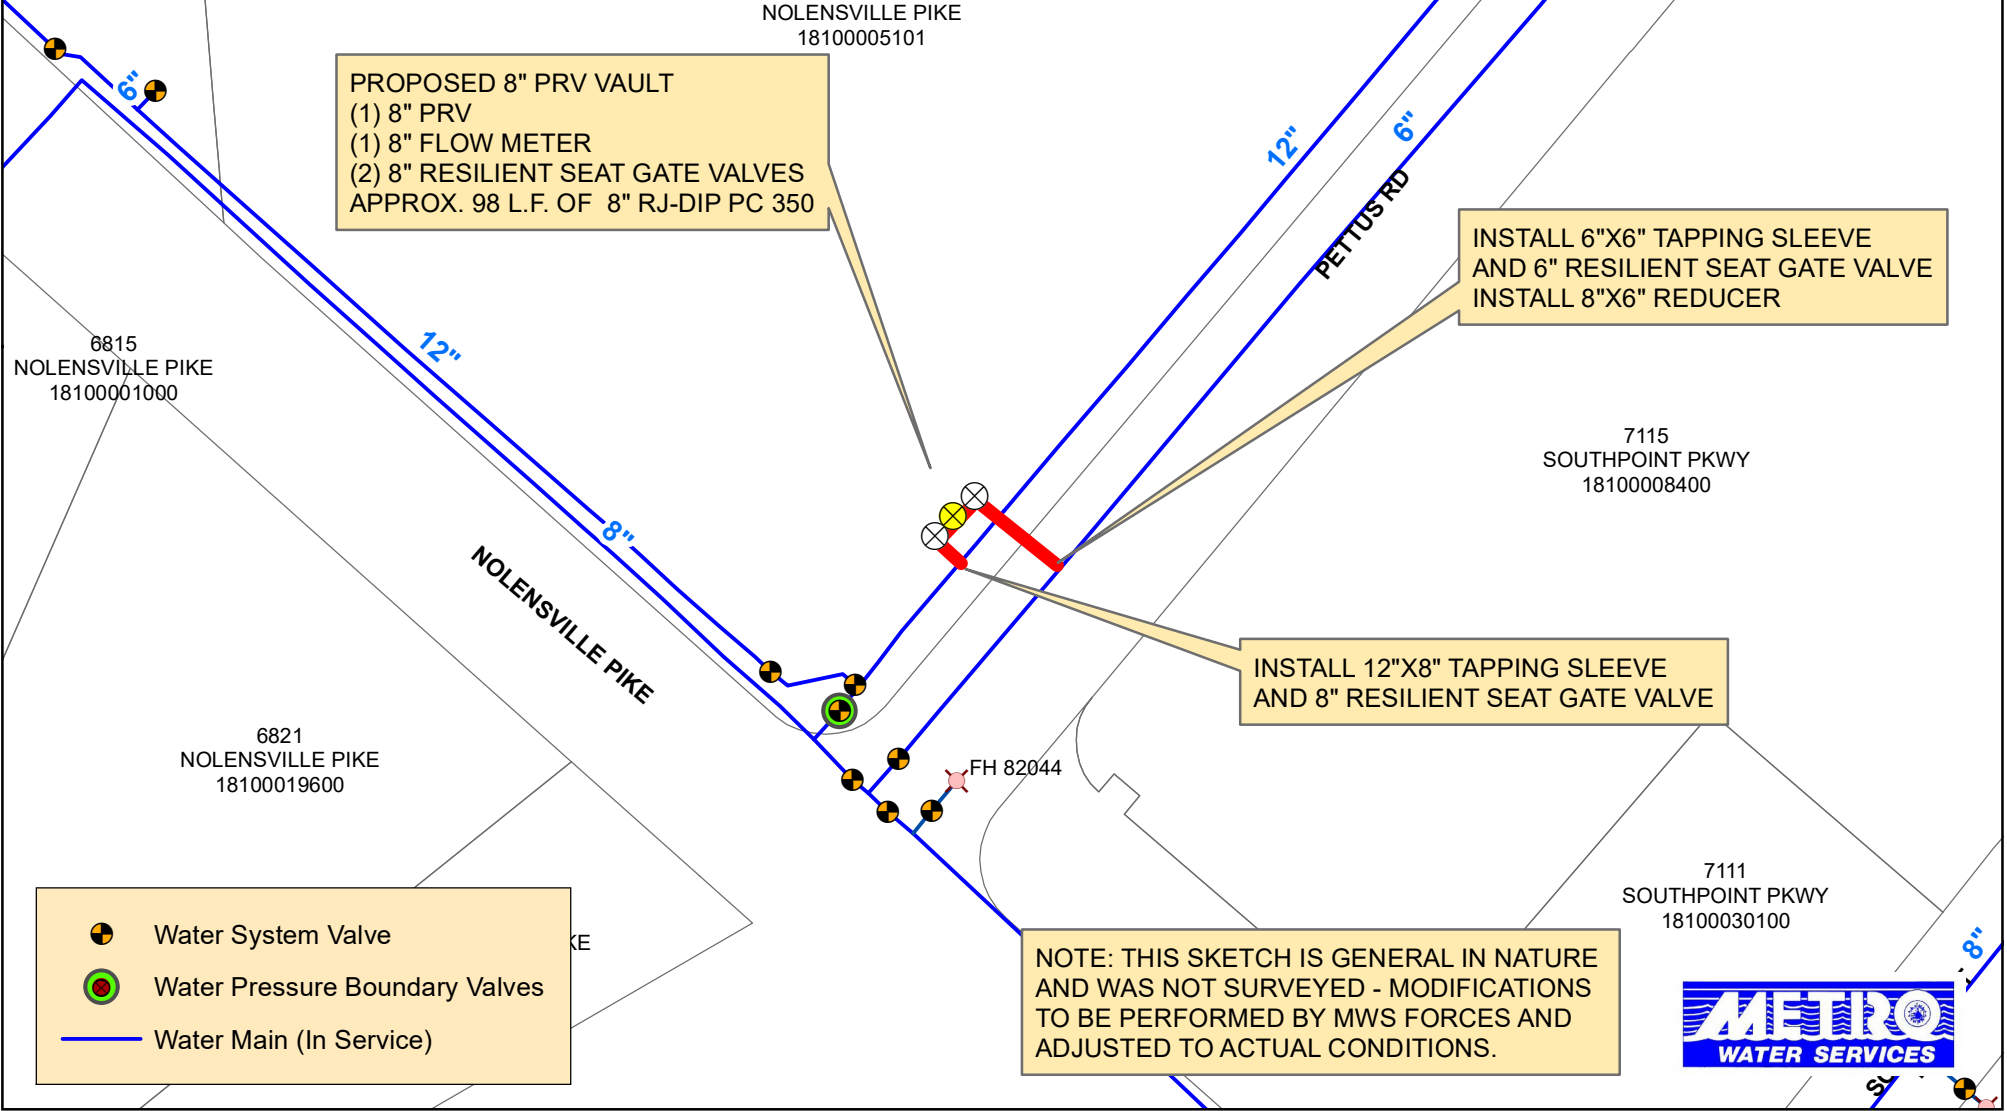 NOLENSVILLE PIKE
18100005101
PROPOSED 8" PRV VAULT
(1) 8" PRV
(1) 8" FLOW METER
(2) 8" RESILIENT SEAT GATE VALVES
APPROX. 98 L.F. OF 8" RJ-DIP PC 350
6"
12"
6"
PETTUS RD
INSTALL 6"X6" TAPPING SLEEVE
AND 6" RESILIENT SEAT GATE VALVE
INSTALL 8"X6" REDUCER
6815
NOLENSVILLE PIKE
18100001000
12"
7115
SOUTHPOINT PKWY
18100008400
8"
NOLENSVILLE PIKE
INSTALL 12"X8" TAPPING SLEEVE
AND 8" RESILIENT SEAT GATE VALVE
6821
NOLENSVILLE PIKE
18100019600
FH 82044
7111
SOUTHPOINT PKWY
18100030100
Water System Valve
KE
Water Pressure Boundary Valves
Water Main (In Service)
NOTE: THIS SKETCH IS GENERAL IN NATURE
AND WAS NOT SURVEYED - MODIFICATIONS
TO BE PERFORMED BY MWS FORCES AND
ADJUSTED TO ACTUAL CONDITIONS.
8"
METRO
WATER SERVICES